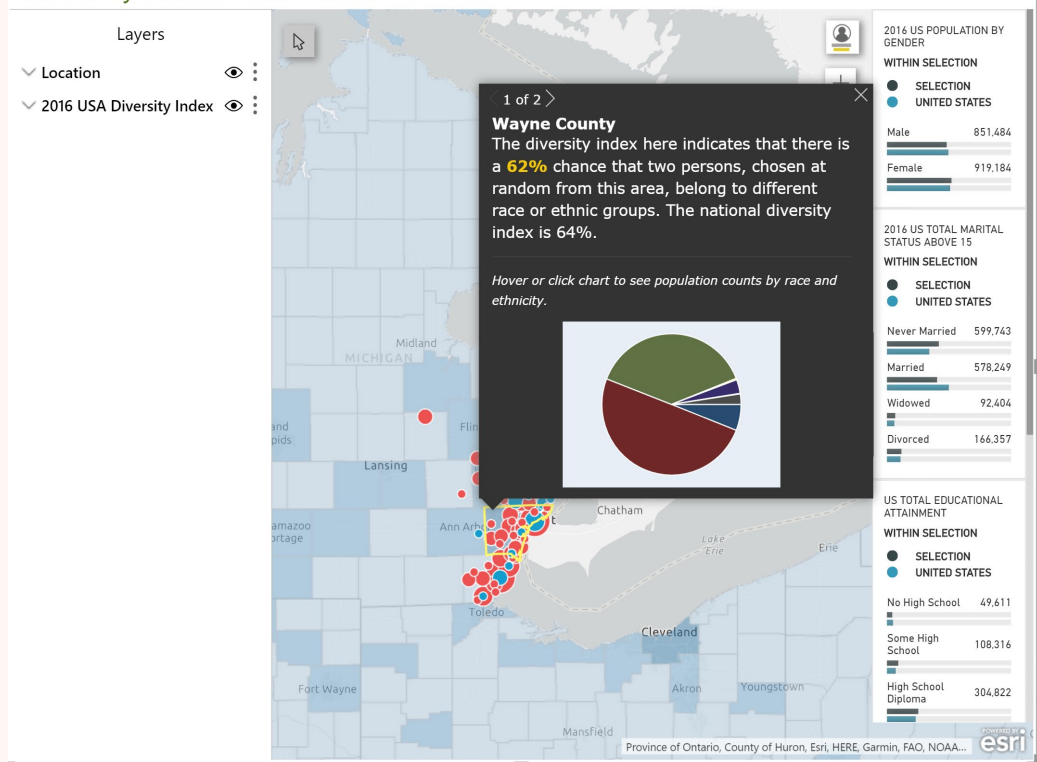 Layers
Location
2016 USA Diversity Index
1 of 2
Wayne County
The diversity index here indicates that there is
a 62% chance that two persons, chosen at
random from this area, belong to different
race or ethnic groups. The national diversity
index is 64%.
Hover or click chart to see population counts by race and
ethnicity.
Midland
MICHIGAN
Flin
and
pids
Lansing
amazoo
ortage
Ann Arbo
t
Chatham
Lake
Erie
Erie
Toledo
Cleveland
Fort Wayne
Akron
Youngstown
Mansfield
Province of Ontario, County of Huron, Esri, HERE, Garmin, FAO, NOAA...
POWERED BY
esri
2016 US POPULATION BY
GENDER
WITHIN SELECTION
SELECTION
UNITED STATES
Male 851,484
Female 919,184
2016 US TOTAL MARITAL
STATUS ABOVE 15
WITHIN SELECTION
SELECTION
UNITED STATES
Never Married 599,743
Married 578,249
Widowed 92,404
Divorced 166,357
US TOTAL EDUCATIONAL
ATTAINMENT
WITHIN SELECTION
SELECTION
UNITED STATES
No High School 49,611
Some High
School 108,316
High School
Diploma 304,822